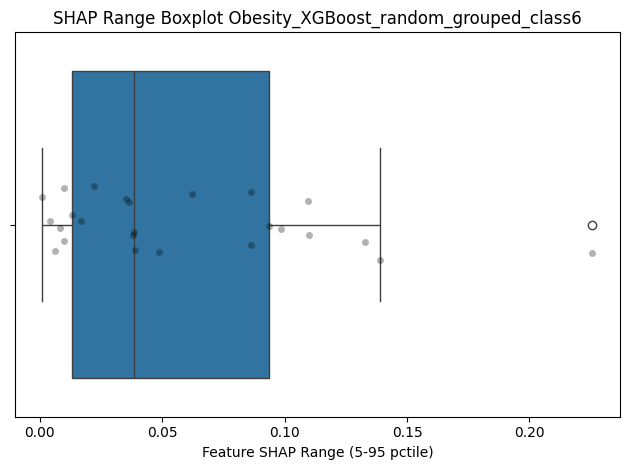 SHAP Range Boxplot Obesity_XGBoost_random_grouped_class6
0.00 0.05 0.10 0.15 0.20
Feature SHAP Range (5-95 pctile)